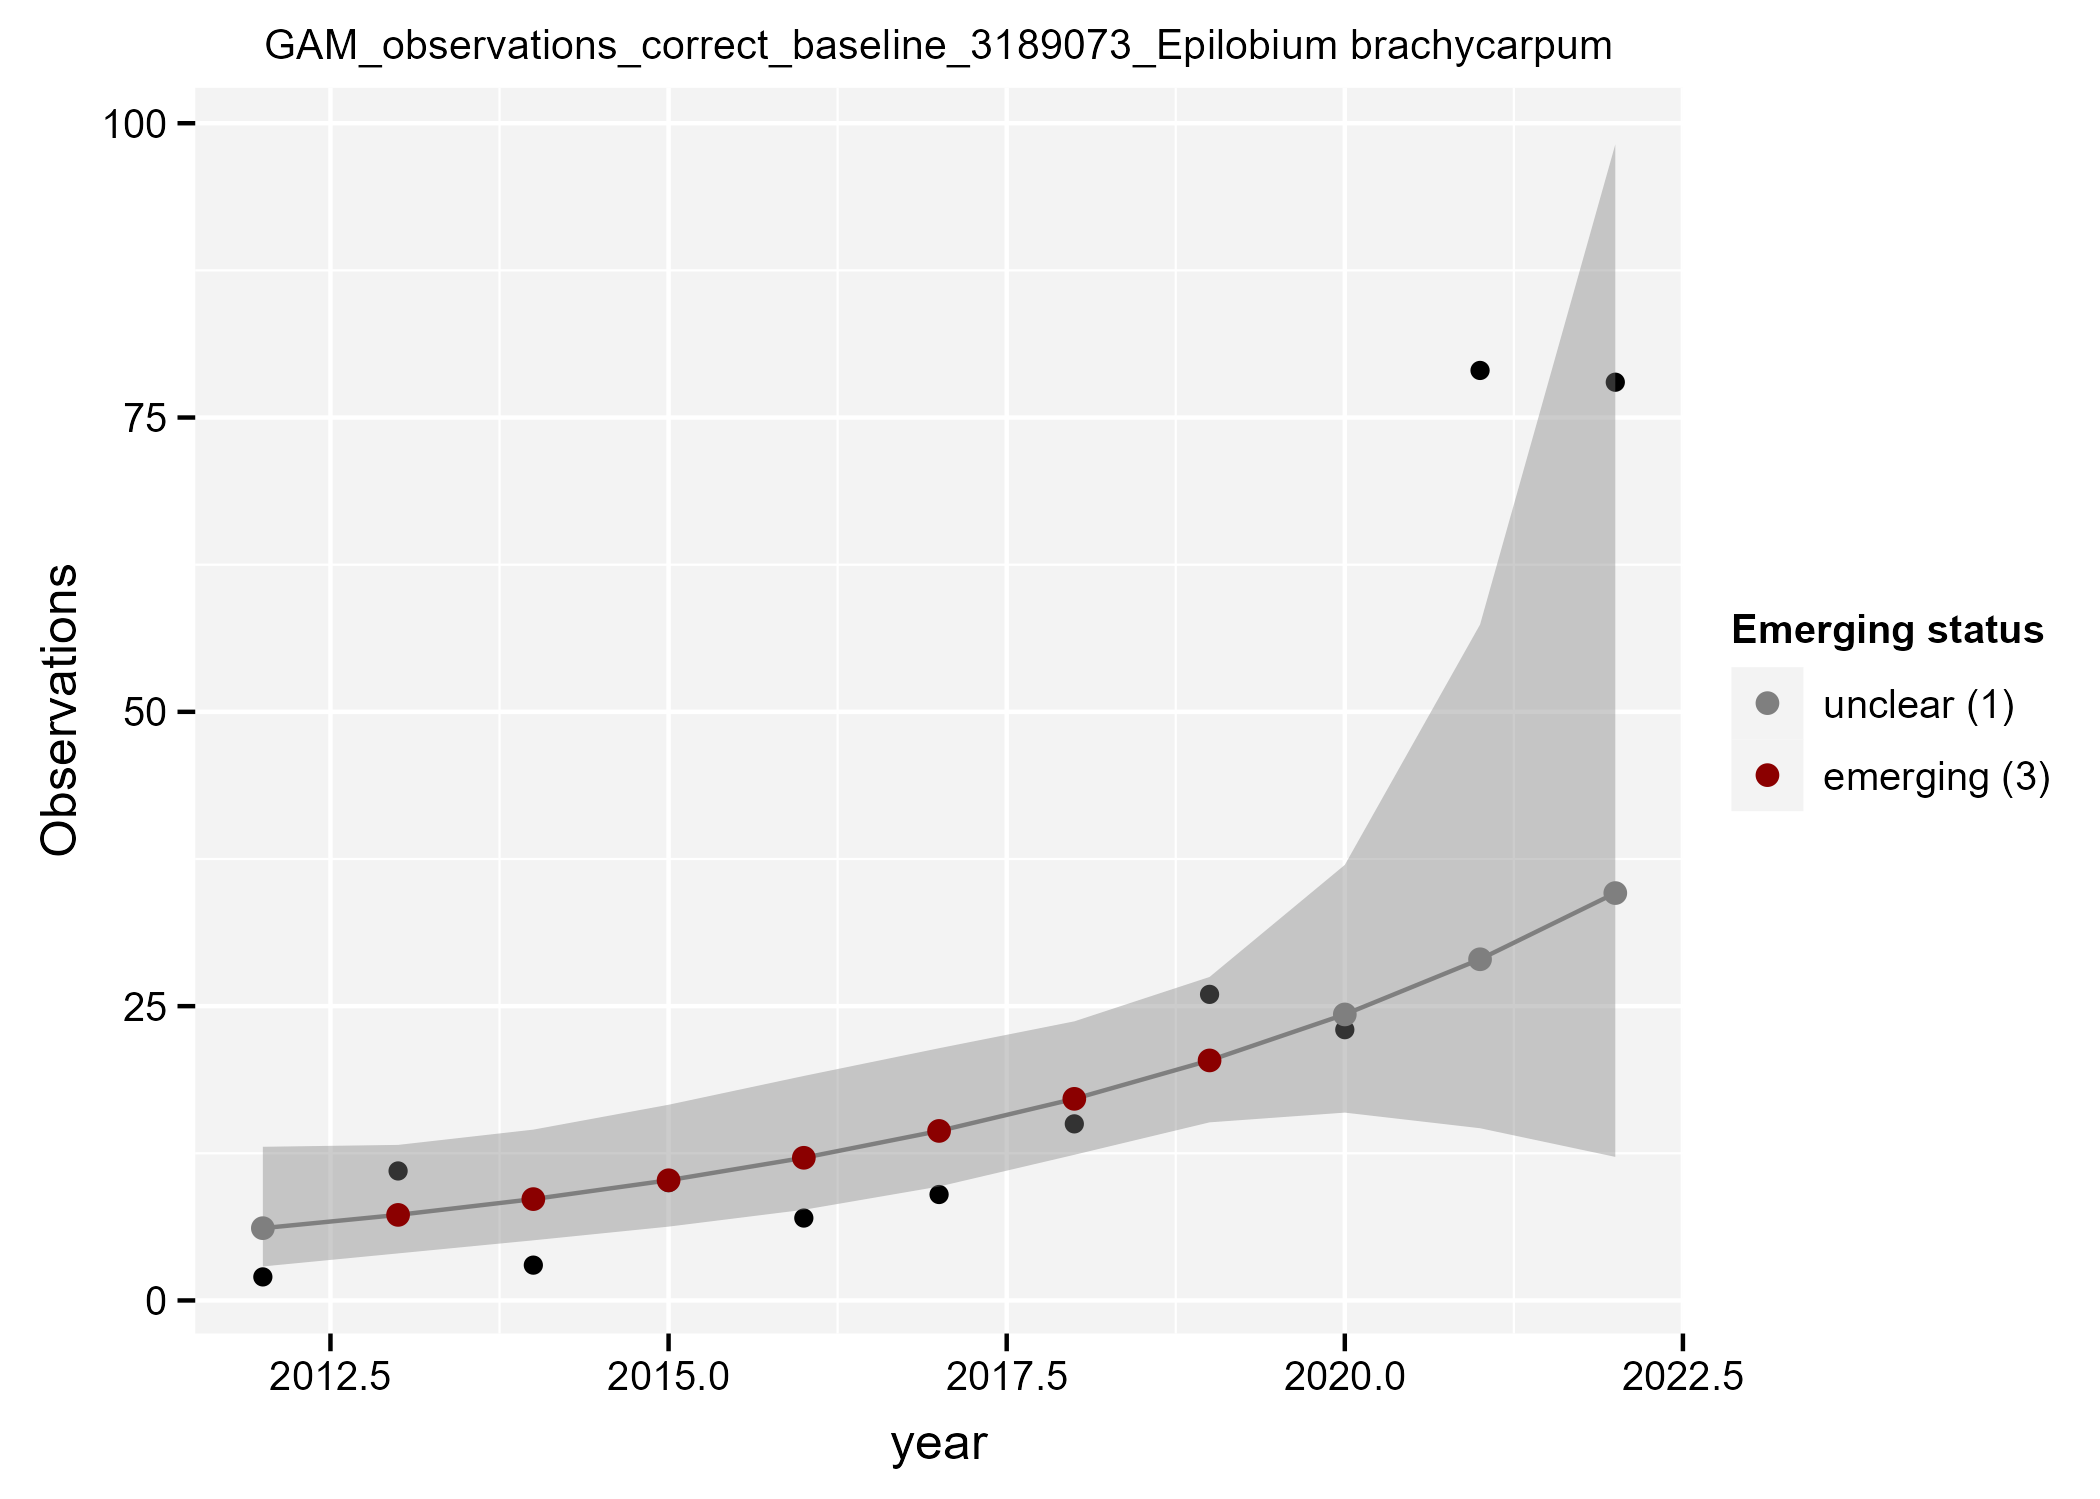 GAM_observations_correct_baseline_3189073_Epilobium brachycarpum
100
75
50
25
0
Observations
2012.5
2015.0
2017.5
2020.0
2022.5
year
Emerging status
unclear (1)
emerging (3)